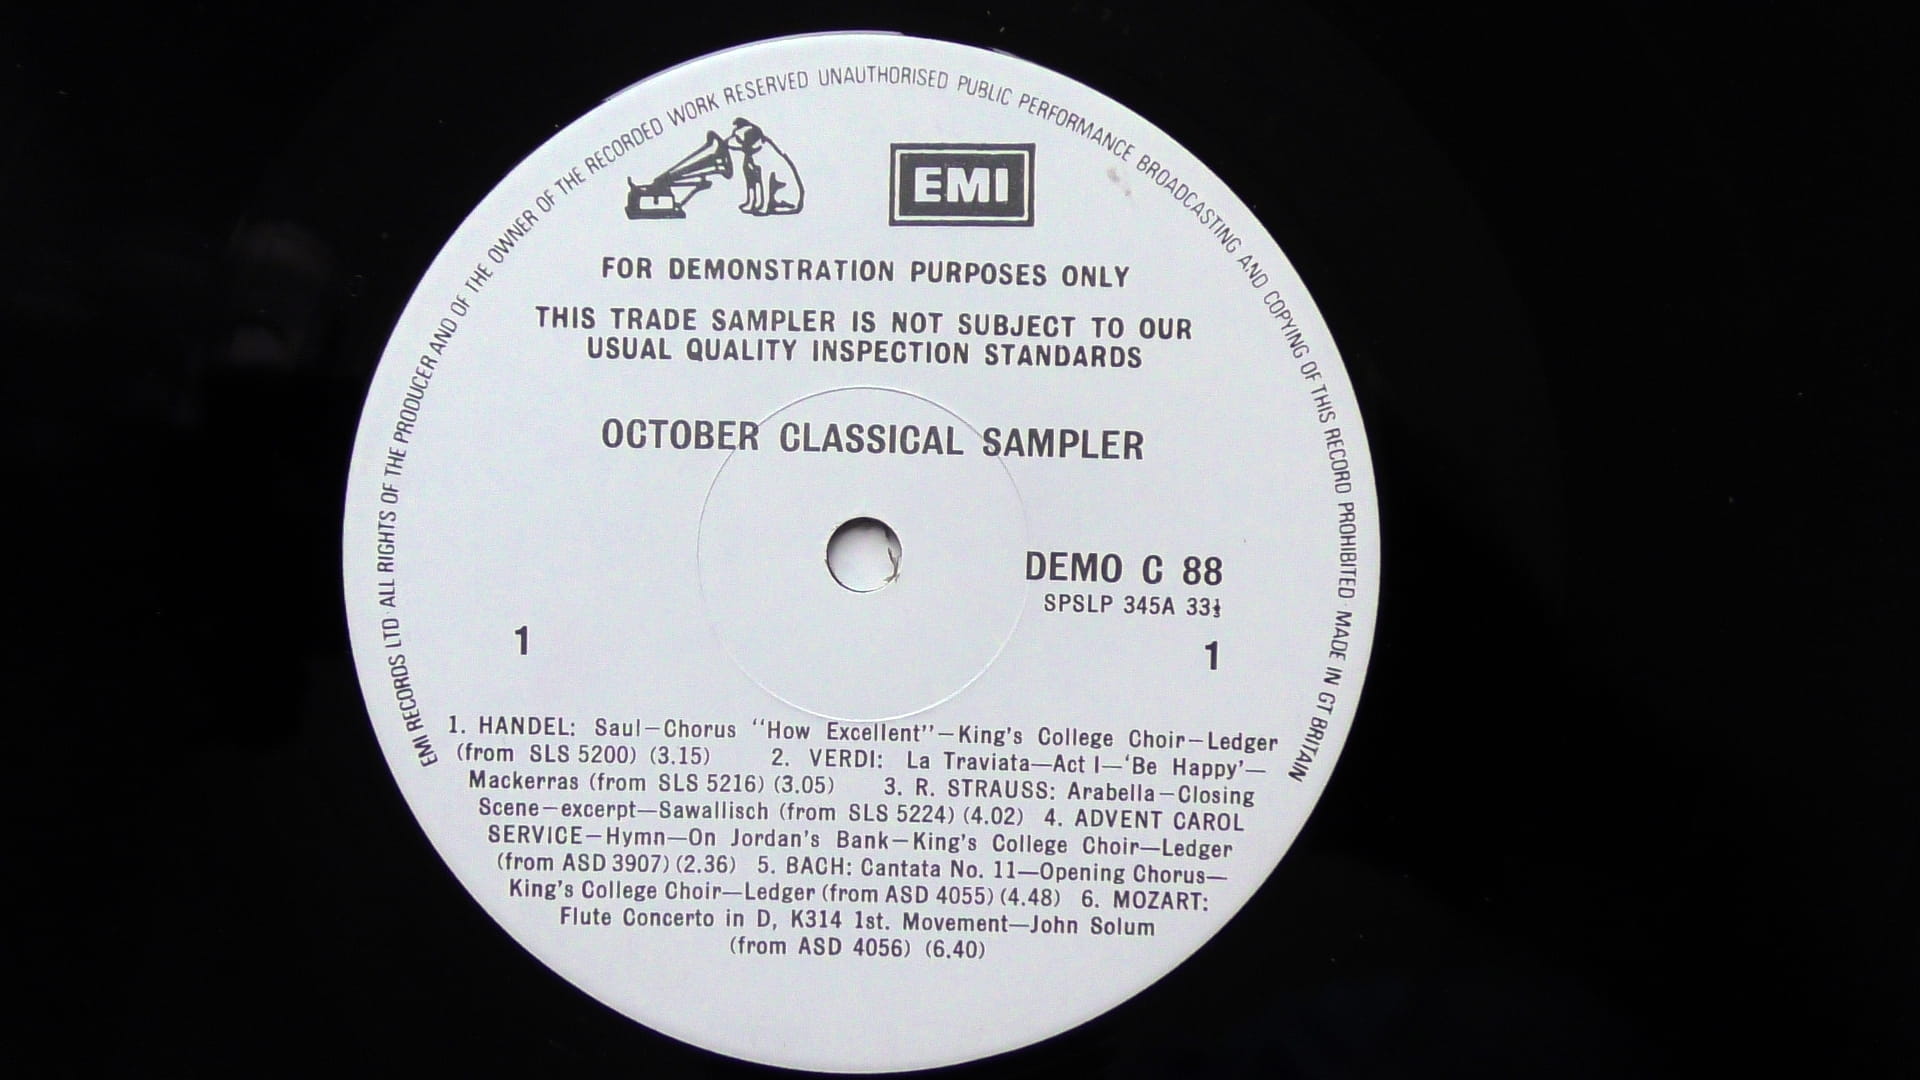 EMI RECORDS LTD · ALL RIGHTS OF THE PRODUCER AND OF THE OWNER OF THE RECORDED WORK RESERVED UNAUTHORISED PUBLIC PERFORMANCE BROADCASTING AND COPYING OF THIS RECORD PROHIBITED · MADE IN GT BRITAIN
EMI
FOR DEMONSTRATION PURPOSES ONLY
THIS TRADE SAMPLER IS NOT SUBJECT TO OUR
USUAL QUALITY INSPECTION STANDARDS
OCTOBER CLASSICAL SAMPLER
DEMO C 88
SPSLP 345A 33⅓
1 1
1. HANDEL: Saul—Chorus "How Excellent"—King's College Choir—Ledger
(from SLS 5200) (3.15) 2. VERDI: La Traviata—Act I—'Be Happy'—
Mackerras (from SLS 5216) (3.05) 3. R. STRAUSS: Arabella—Closing
Scene—excerpt—Sawallisch (from SLS 5224) (4.02) 4. ADVENT CAROL
SERVICE—Hymn—On Jordan's Bank—King's College Choir—Ledger
(from ASD 3907) (2.36) 5. BACH: Cantata No. 11—Opening Chorus—
King's College Choir—Ledger (from ASD 4055) (4.48) 6. MOZART:
Flute Concerto in D, K314 1st. Movement—John Solum
(from ASD 4056) (6.40)